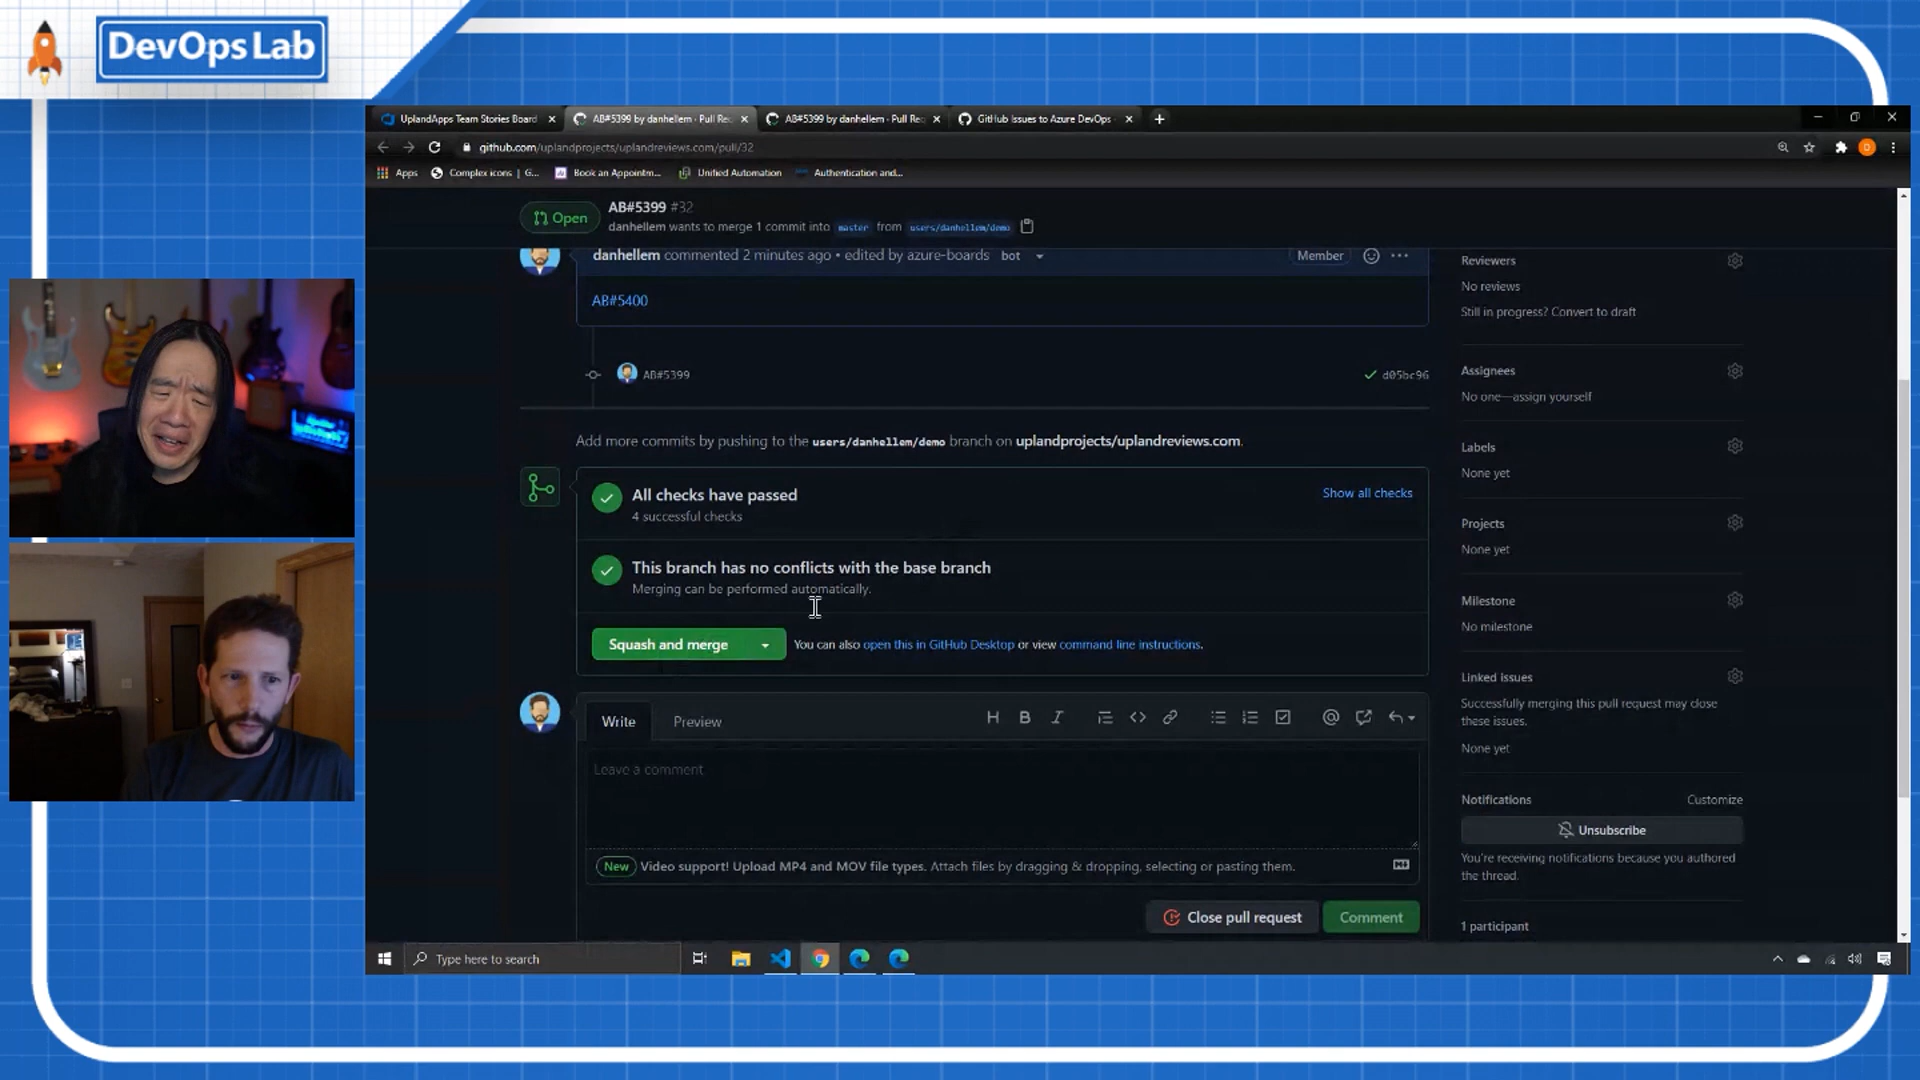 DevOps Lab
UplandApps Team Stories Board
AB#5399 by danhellem · Pull Rec
AB#5399 by danhellem · Pull Rec
GitHub Issues to Azure DevOps
github.com/uplandprojects/uplandreviews.com/pull/32
Apps
Complex icons | G...
Book an Appointm...
Unified Automation
Authentication and...
Open
AB#5399 #32
danhellem wants to merge 1 commit into master from users/danhellem/demo
danhellem commented 2 minutes ago • edited by azure-boards bot
Member
AB#5400
AB#5399
d05bc96
Add more commits by pushing to the users/danhellem/demo branch on uplandprojects/uplandreviews.com.
All checks have passed
4 successful checks
Show all checks
This branch has no conflicts with the base branch
Merging can be performed automatically.
Squash and merge
You can also open this in GitHub Desktop or view command line instructions.
Write
Preview
Leave a comment
New Video support! Upload MP4 and MOV file types. Attach files by dragging & dropping, selecting or pasting them.
Close pull request
Comment
Reviewers
No reviews
Still in progress? Convert to draft
Assignees
No one—assign yourself
Labels
None yet
Projects
None yet
Milestone
No milestone
Linked issues
Successfully merging this pull request may close
these issues.
None yet
Notifications
Customize
Unsubscribe
You're receiving notifications because you authored
the thread.
1 participant
Type here to search